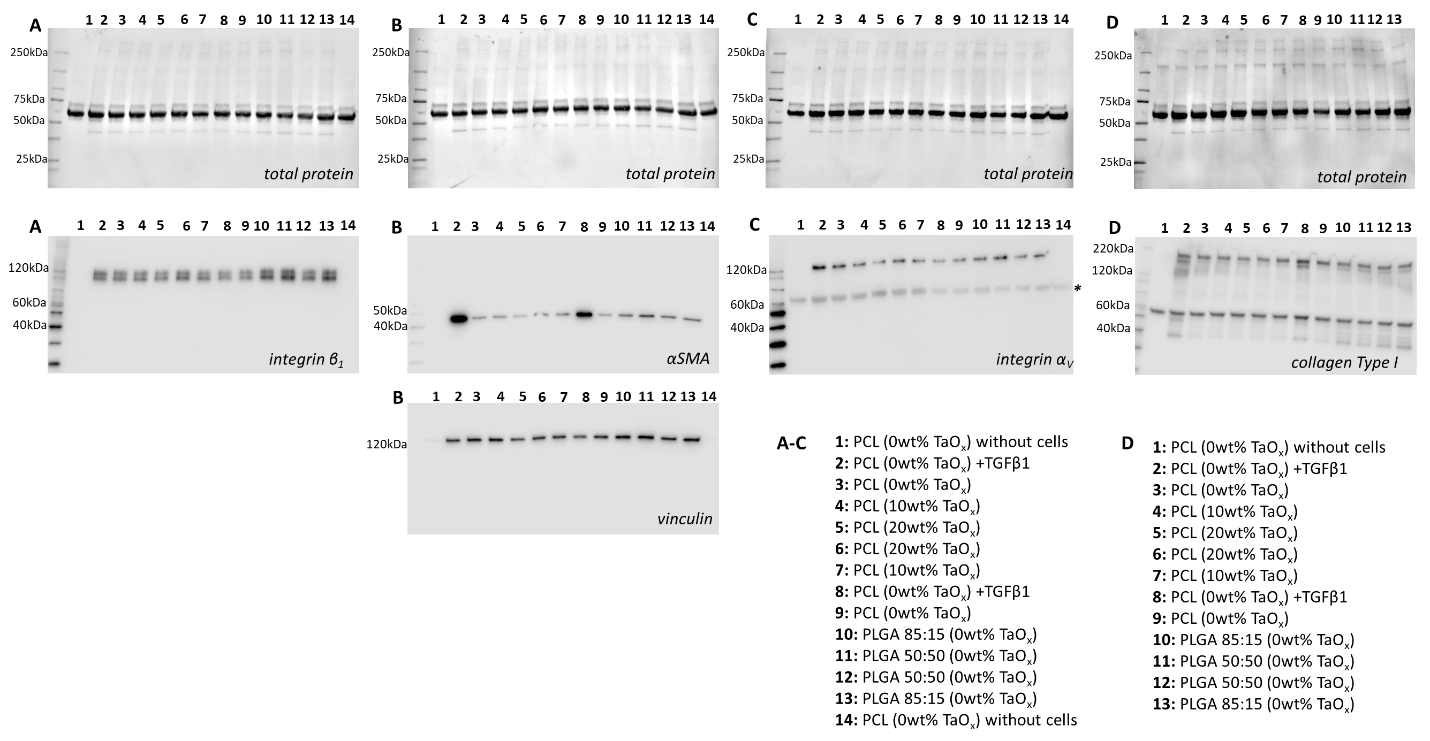 A 1 2 3 4 5 6 7 8 9 10 11 12 13 14
250kDa
75kDa
50kDa
25kDa
total protein
B 1 2 3 4 5 6 7 8 9 10 11 12 13 14
250kDa
75kDa
50kDa
25kDa
total protein
C 1 2 3 4 5 6 7 8 9 10 11 12 13 14
250kDa
75kDa
50kDa
25kDa
total protein
D 1 2 3 4 5 6 7 8 9 10 11 12 13
250kDa
75kDa
50kDa
25kDa
total protein
A 1 2 3 4 5 6 7 8 9 10 11 12 13 14
120kDa
60kDa
40kDa
integrin β1
B 1 2 3 4 5 6 7 8 9 10 11 12 13 14
50kDa
40kDa
αSMA
C 1 2 3 4 5 6 7 8 9 10 11 12 13 14
120kDa
60kDa
40kDa
*
integrin αV
D 1 2 3 4 5 6 7 8 9 10 11 12 13
220kDa
120kDa
60kDa
40kDa
collagen Type I
B 1 2 3 4 5 6 7 8 9 10 11 12 13 14
120kDa
vinculin
A-C
1: PCL (0wt% TaOx) without cells
2: PCL (0wt% TaOx) +TGFβ1
3: PCL (0wt% TaOx)
4: PCL (10wt% TaOx)
5: PCL (20wt% TaOx)
6: PCL (20wt% TaOx)
7: PCL (10wt% TaOx)
8: PCL (0wt% TaOx) +TGFβ1
9: PCL (0wt% TaOx)
10: PLGA 85:15 (0wt% TaOx)
11: PLGA 50:50 (0wt% TaOx)
12: PLGA 50:50 (0wt% TaOx)
13: PLGA 85:15 (0wt% TaOx)
14: PCL (0wt% TaOx) without cells
D
1: PCL (0wt% TaOx) without cells
2: PCL (0wt% TaOx) +TGFβ1
3: PCL (0wt% TaOx)
4: PCL (10wt% TaOx)
5: PCL (20wt% TaOx)
6: PCL (20wt% TaOx)
7: PCL (10wt% TaOx)
8: PCL (0wt% TaOx) +TGFβ1
9: PCL (0wt% TaOx)
10: PLGA 85:15 (0wt% TaOx)
11: PLGA 50:50 (0wt% TaOx)
12: PLGA 50:50 (0wt% TaOx)
13: PLGA 85:15 (0wt% TaOx)